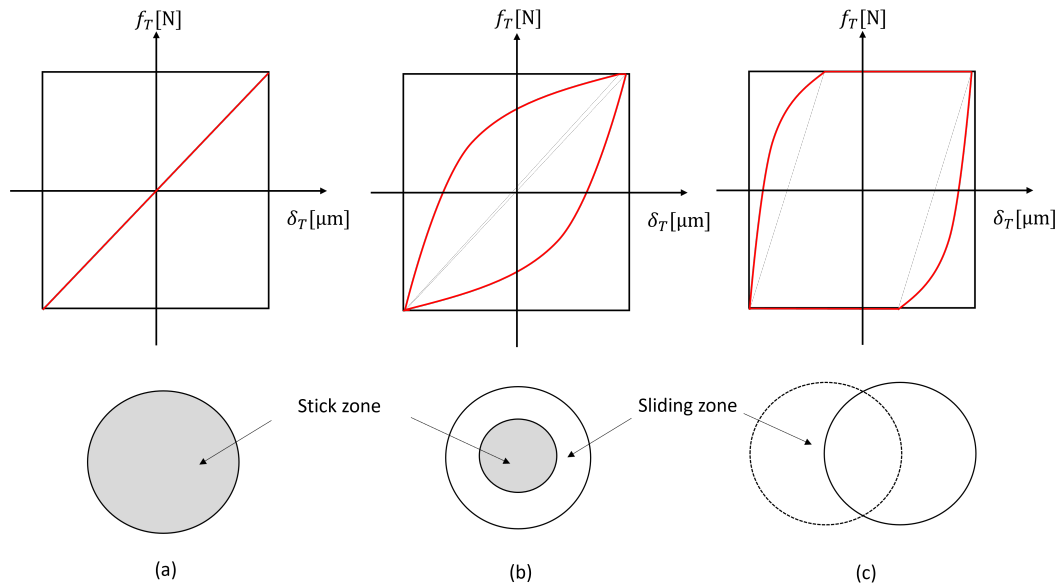 f_T[N] f_T[N] f_T[N]
δ_T[μm] δ_T[μm] δ_T[μm]
Stick zone Sliding zone
(a) (b) (c)